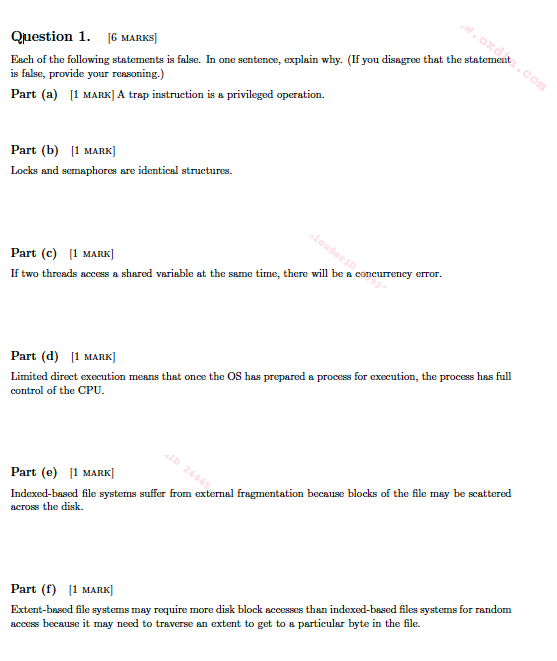 Question 1. [6 MARKS]
Each of the following statements is false. In one sentence, explain why. (If you disagree that the statement
is false, provide your reasoning.)
Part (a) [1 MARK] A trap instruction is a privileged operation.
Part (b) [1 MARK]
Locks and semaphores are identical structures.
Part (c) [1 MARK]
If two threads access a shared variable at the same time, there will be a concurrency error.
Part (d) [1 MARK]
Limited direct execution means that once the OS has prepared a process for execution, the process has full
control of the CPU.
Part (e) [1 MARK]
Indexed-based file systems suffer from external fragmentation because blocks of the file may be scattered
across the disk.
Part (f) [1 MARK]
Extent-based file systems may require more disk block accesses than indexed-based files systems for random
access because it may need to traverse an extent to get to a particular byte in the file.